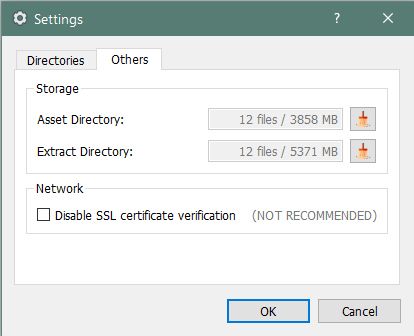 Settings
?
Directories Others
Storage
Asset Directory: 12 files / 3858 MB
Extract Directory: 12 files / 5371 MB
Network
Disable SSL certificate verification (NOT RECOMMENDED)
OK Cancel